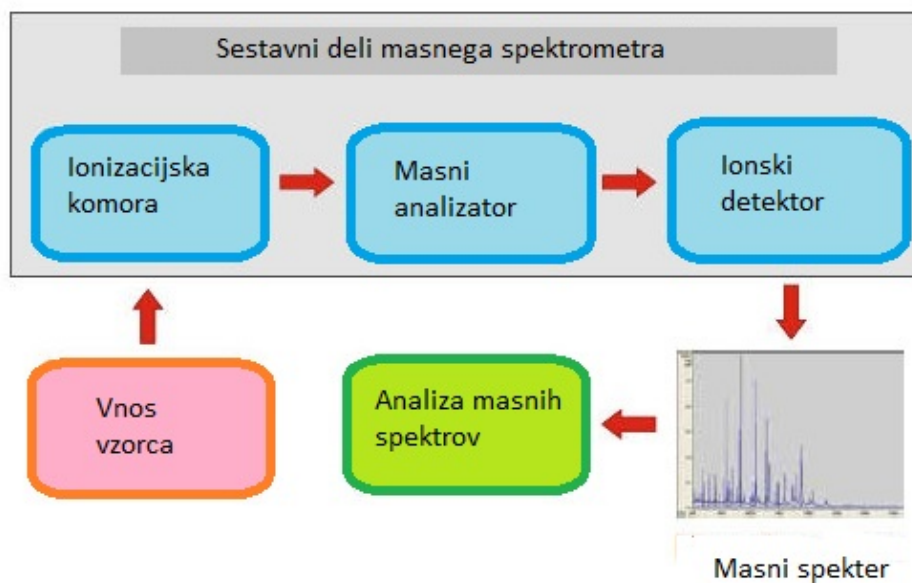 Sestavni deli masnega spektrometra
Ionizacijska
komora
Masni
analizator
Ionski
detektor
Vnos
vzorca
Analiza masnih
spektrov
Masni spekter